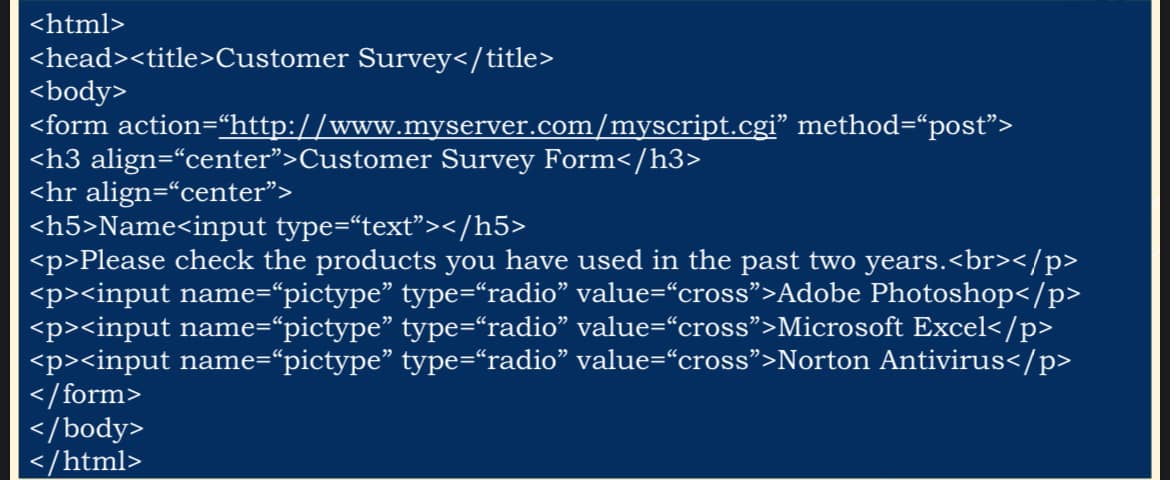 <html>
<head><title>Customer Survey</title>
<body>
<form action=“http://www.myserver.com/myscript.cgi” method=“post”>
<h3 align=“center”>Customer Survey Form</h3>
<hr align=“center”>
<h5>Name<input type=“text”></h5>
<p>Please check the products you have used in the past two years.<br></p>
<p><input name=“pictype” type=“radio” value=“cross”>Adobe Photoshop</p>
<p><input name=“pictype” type=“radio” value=“cross”>Microsoft Excel</p>
<p><input name=“pictype” type=“radio” value=“cross”>Norton Antivirus</p>
</form>
</body>
</html>